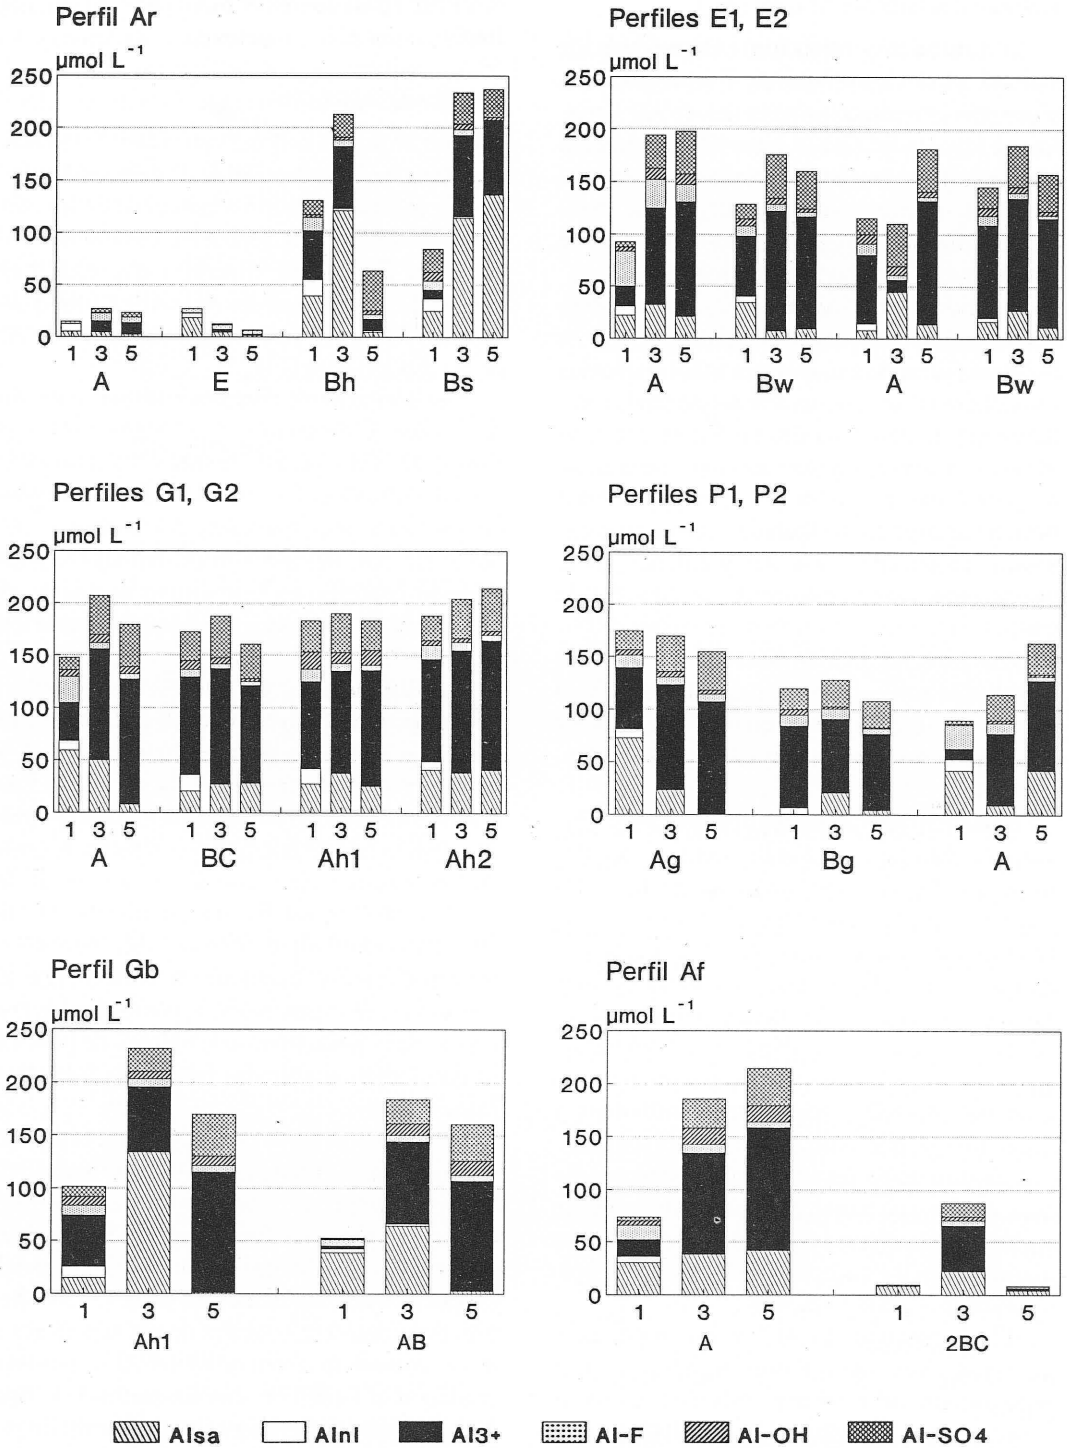 Perfil Ar
µmol L⁻¹
250
200
150
100
50
0
1 3 5 1 3 5 1 3 5 1 3 5
A E Bh Bs
Perfiles E1, E2
µmol L⁻¹
250
200
150
100
50
0
1 3 5 1 3 5 1 3 5 1 3 5
A Bw A Bw
Perfiles G1, G2
µmol L⁻¹
250
200
150
100
50
0
1 3 5 1 3 5 1 3 5 1 3 5
A BC Ah1 Ah2
Perfiles P1, P2
µmol L⁻¹
250
200
150
100
50
0
1 3 5 1 3 5 1 3 5
Ag Bg A
Perfil Gb
µmol L⁻¹
250
200
150
100
50
0
1 3 5 1 3 5
Ah1 AB
Perfil Af
µmol L⁻¹
250
200
150
100
50
0
1 3 5 1 3 5
A 2BC
Alsa Alnl Al3+ Al-F Al-OH Al-SO4